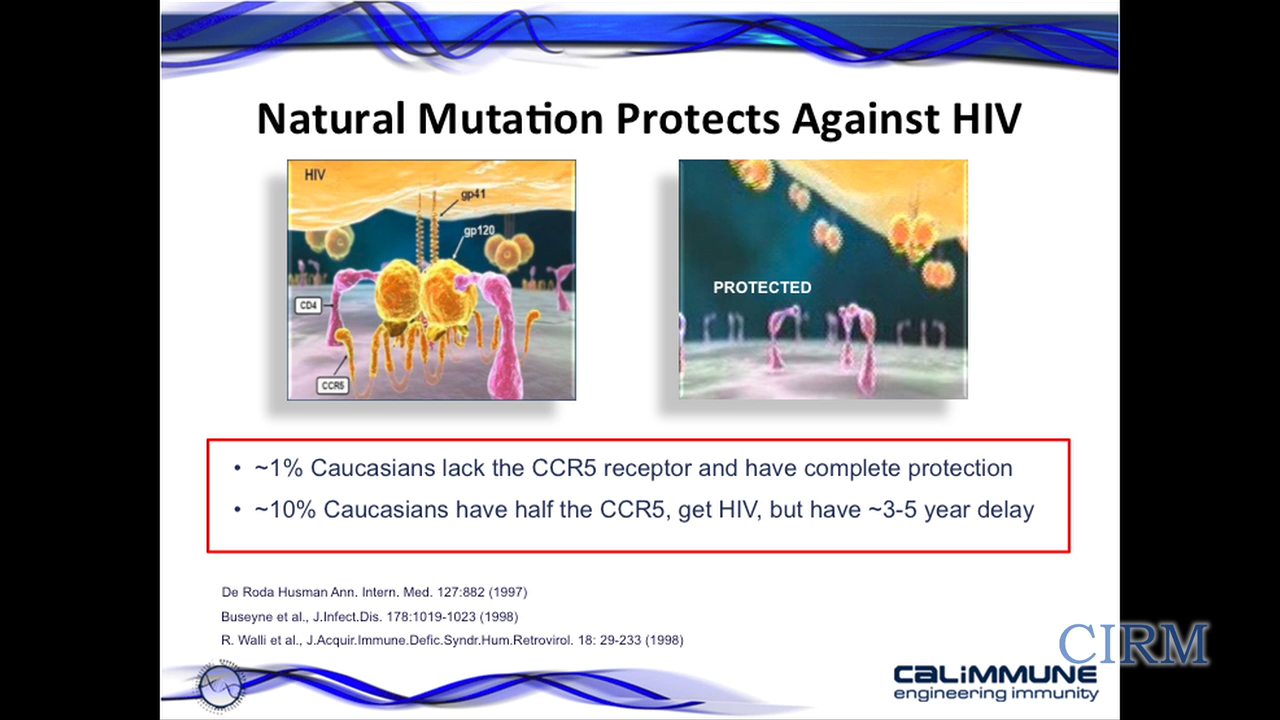 Natural Mutation Protects Against HIV
HIV
gp41
gp120
CD4
CCR5
PROTECTED
• ~1% Caucasians lack the CCR5 receptor and have complete protection
• ~10% Caucasians have half the CCR5, get HIV, but have ~3-5 year delay
De Roda Husman Ann. Intern. Med. 127:882 (1997)
Buseyne et al., J.Infect.Dis. 178:1019-1023 (1998)
R. Walli et al., J.Acquir.Immune.Defic.Syndr.Hum.Retrovirol. 18: 29-233 (1998)
CIRM
CALIMMUNE
engineering immunity